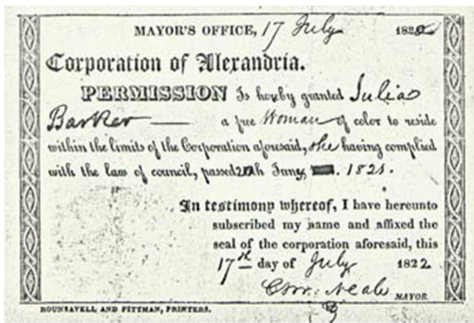 MAYOR'S OFFICE, 17 July 182
Corporation of Alexandria.
PERMISSION Is hereby granted Julia
Barker — a free Woman of color to reside
within the limits of the Corporation aforesaid, she having complied
with the law of council, passed 1821.
In testimony whereof, I have hereunto
subscribed my name and affixed the
seal of the corporation aforesaid, this
17th day of July 1822
Neale MAYOR.
ROUNSAVELL AND PITTMAN, PRINTERS.